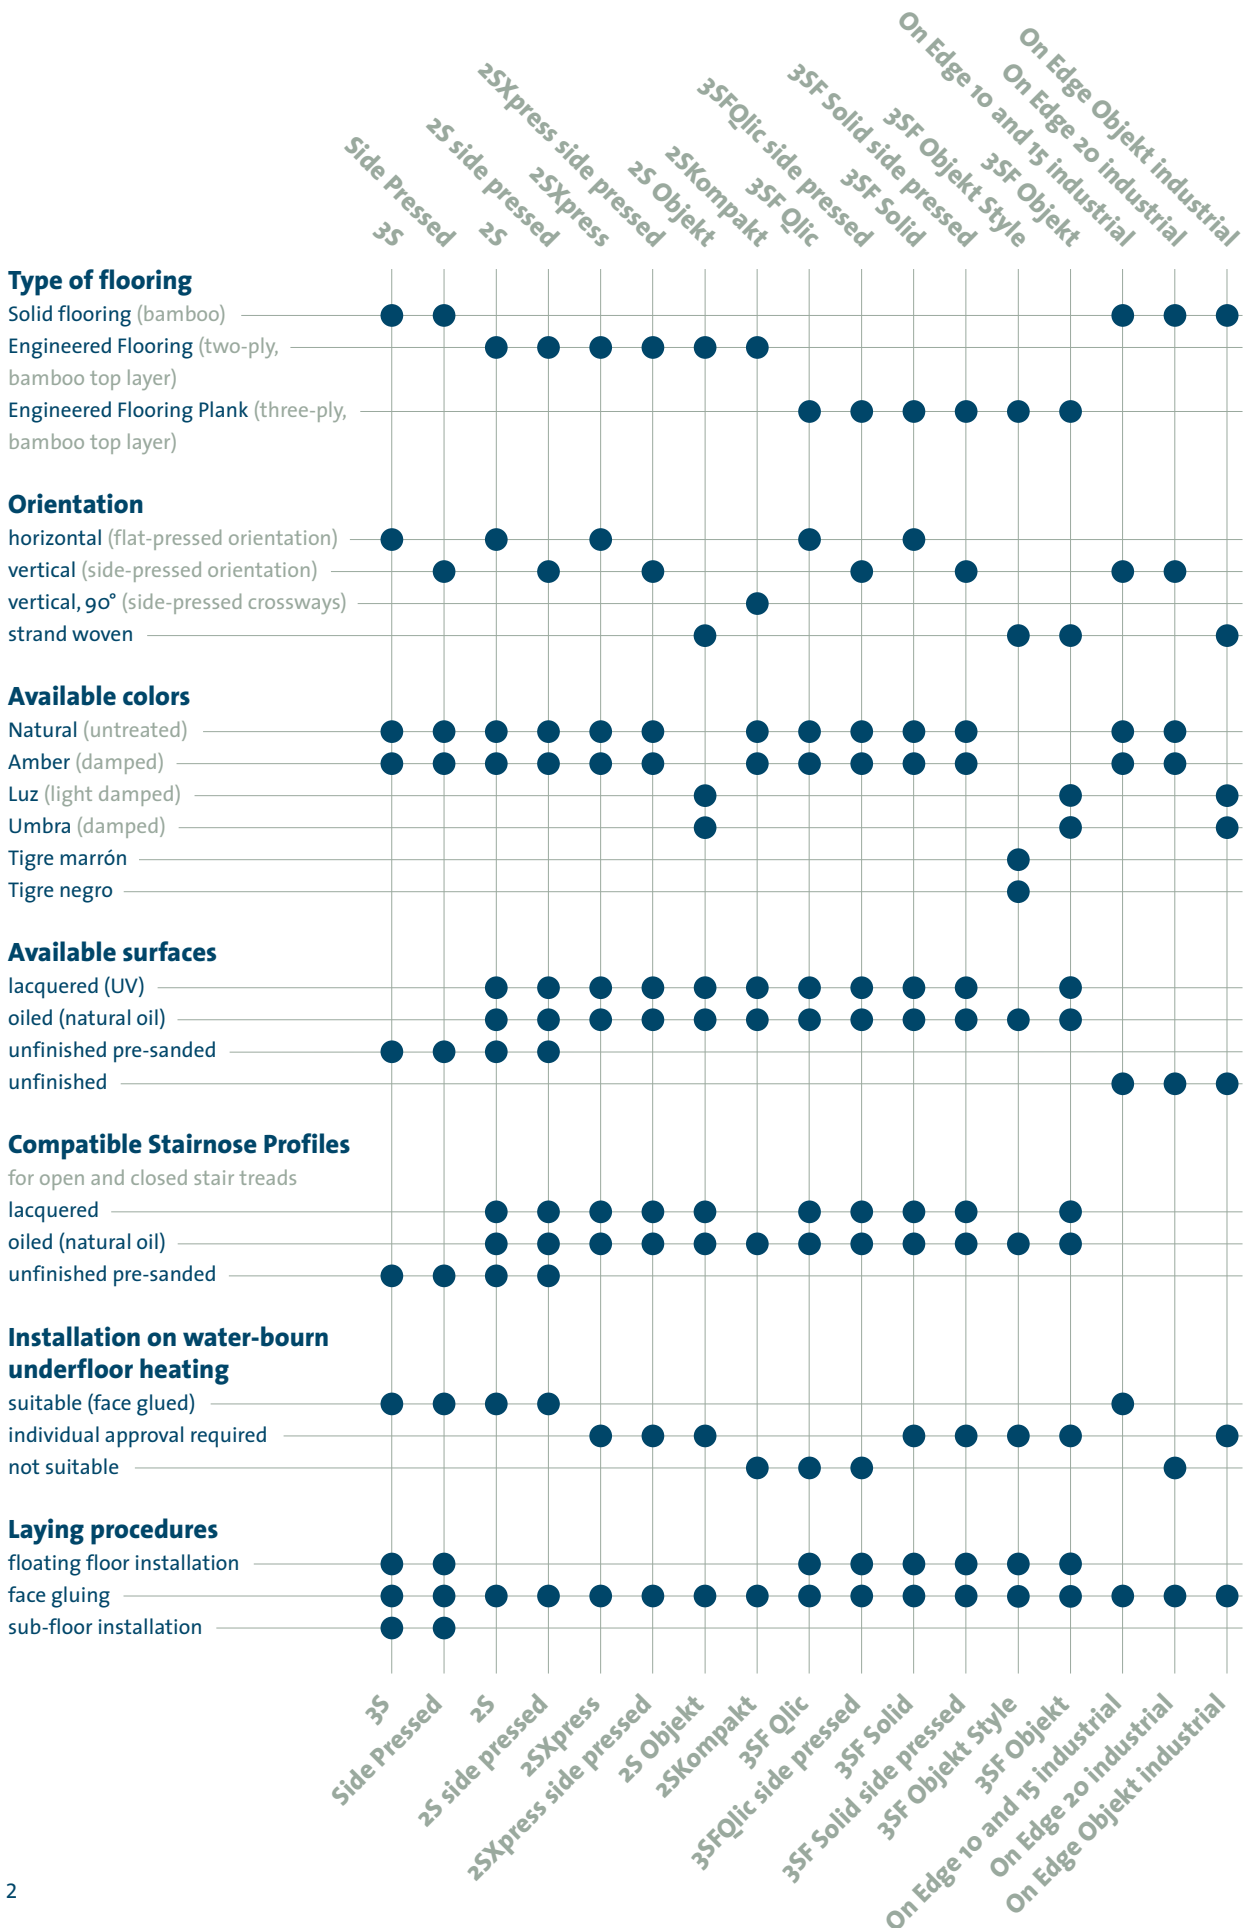 3S
Side Pressed
2S
2S side pressed
2SXpress
2SXpress side pressed
2S Objekt
2SKompakt
3SF Qlic
3SFQlic side pressed
3SF Solid
3SF Solid side pressed
3SF Objekt Style
3SF Objekt
On Edge 10 and 15 industrial
On Edge 20 industrial
On Edge Objekt industrial
Type of flooring
Solid flooring (bamboo)
Engineered Flooring (two-ply,
bamboo top layer)
Engineered Flooring Plank (three-ply,
bamboo top layer)
Orientation
horizontal (flat-pressed orientation)
vertical (side-pressed orientation)
vertical, 90° (side-pressed crossways)
strand woven
Available colors
Natural (untreated)
Amber (damped)
Luz (light damped)
Umbra (damped)
Tigre marrón
Tigre negro
Available surfaces
lacquered (UV)
oiled (natural oil)
unfinished pre-sanded
unfinished
Compatible Stairnose Profiles
for open and closed stair treads
lacquered
oiled (natural oil)
unfinished pre-sanded
Installation on water-bourn
underfloor heating
suitable (face glued)
individual approval required
not suitable
Laying procedures
floating floor installation
face gluing
sub-floor installation
3S
Side Pressed
2S
2S side pressed
2SXpress
2SXpress side pressed
2S Objekt
2SKompakt
3SF Qlic
3SFQlic side pressed
3SF Solid
3SF Solid side pressed
3SF Objekt Style
3SF Objekt
On Edge 10 and 15 industrial
On Edge 20 industrial
On Edge Objekt industrial
2